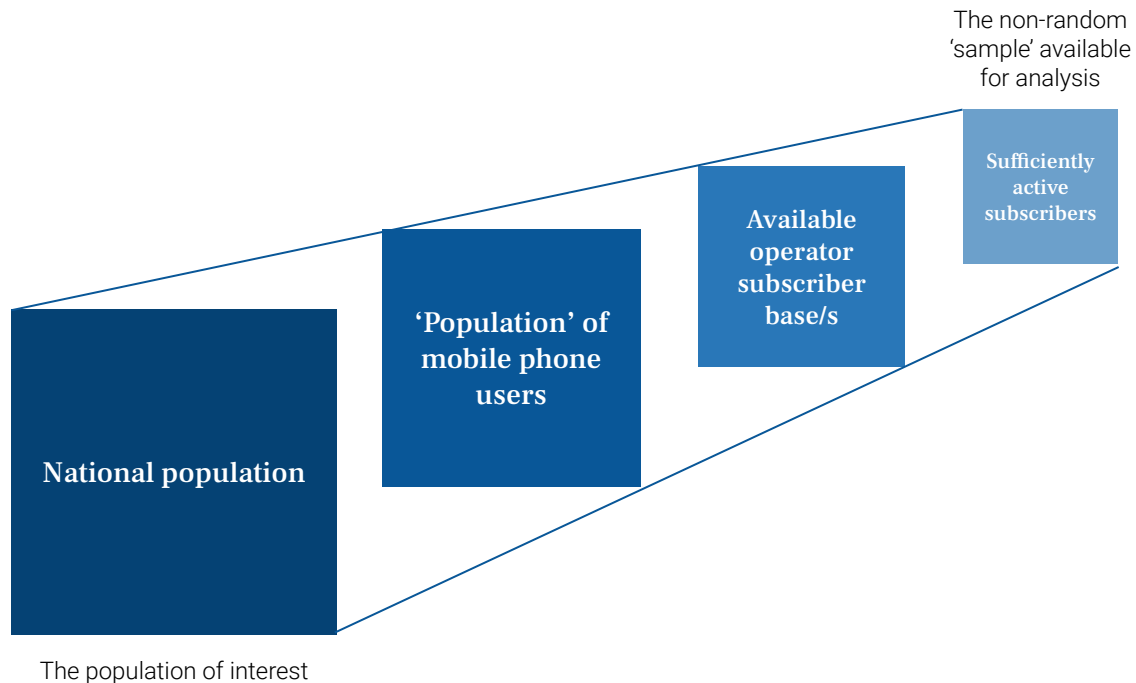 The non-random
‘sample’ available
for analysis
Sufficiently
active
subscribers
Available
operator
subscriber
base/s
‘Population’ of
mobile phone
users
National population
The population of interest